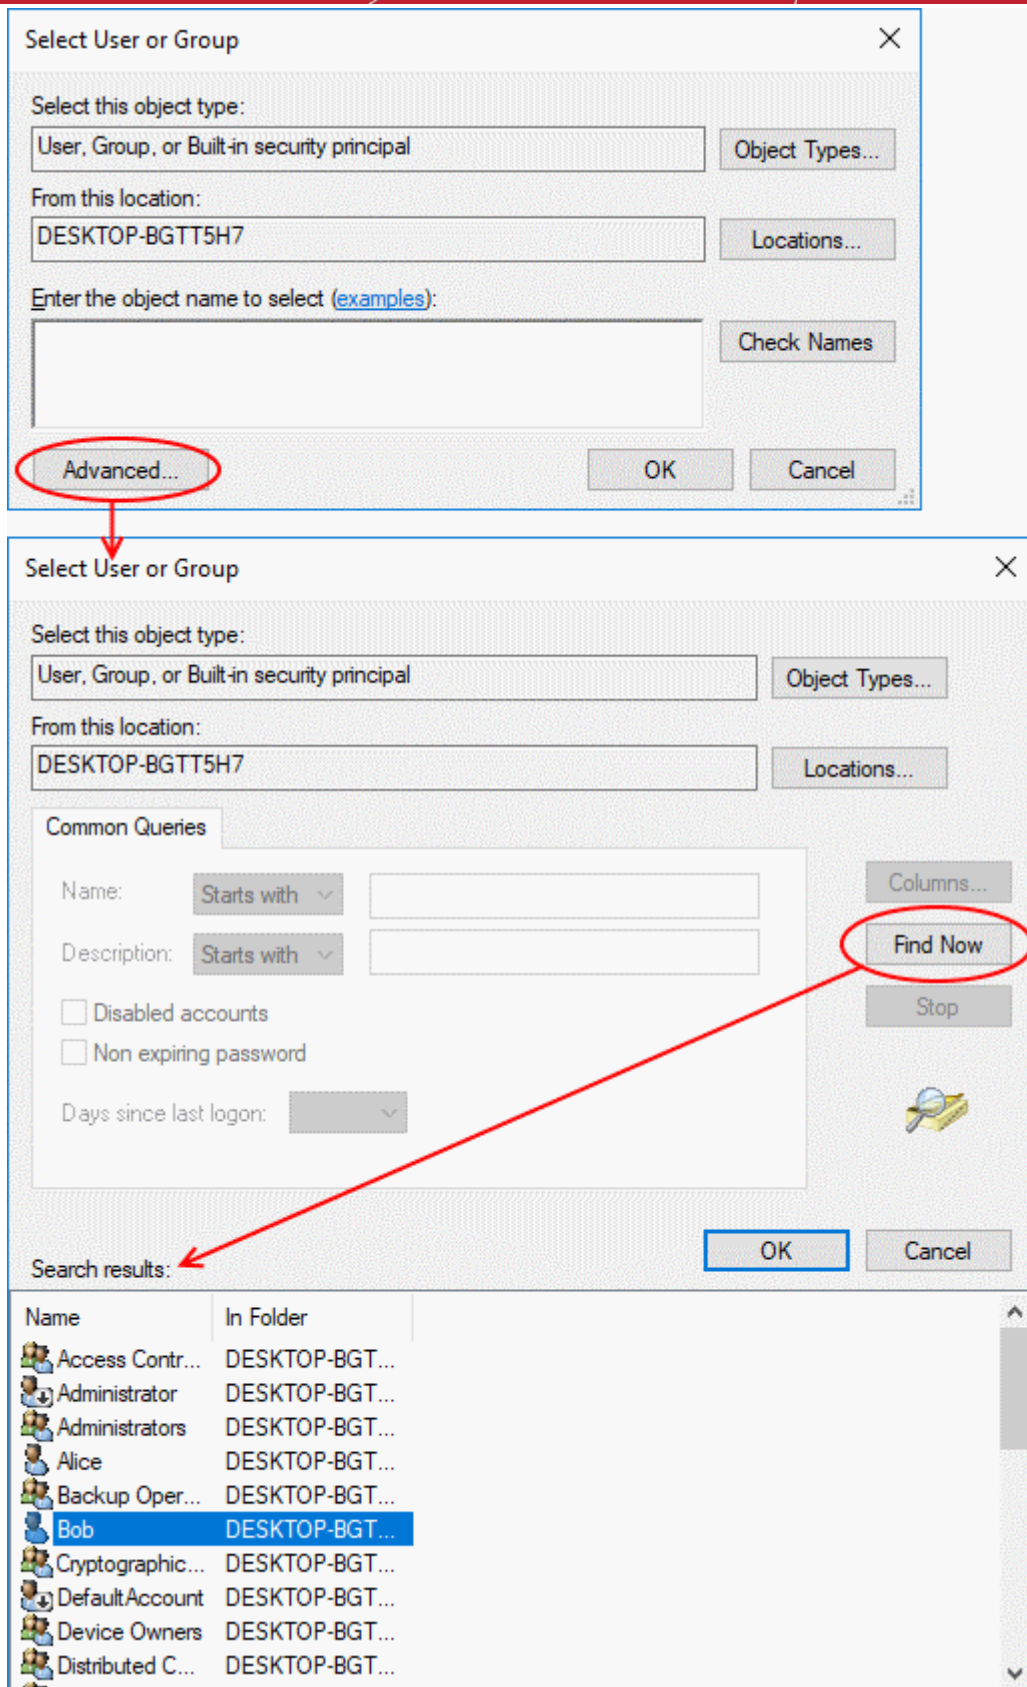 Select User or Group
Select this object type:
User, Group, or Built-in security principal
Object Types...
From this location:
DESKTOP-BGTT5H7
Locations...
Enter the object name to select (examples):
Check Names
Advanced...
OK
Cancel
Select User or Group
Select this object type:
User, Group, or Built-in security principal
Object Types...
From this location:
DESKTOP-BGTT5H7
Locations...
Common Queries
Name:
Starts with
Columns...
Description:
Starts with
Find Now
Disabled accounts
Stop
Non expiring password
Days since last logon:
OK
Cancel
Search results:
Name In Folder
Access Contr... DESKTOP-BGT...
Administrator DESKTOP-BGT...
Administrators DESKTOP-BGT...
Alice DESKTOP-BGT...
Backup Oper... DESKTOP-BGT...
Bob DESKTOP-BGT...
Cryptographic... DESKTOP-BGT...
DefaultAccount DESKTOP-BGT...
Device Owners DESKTOP-BGT...
Distributed C... DESKTOP-BGT...